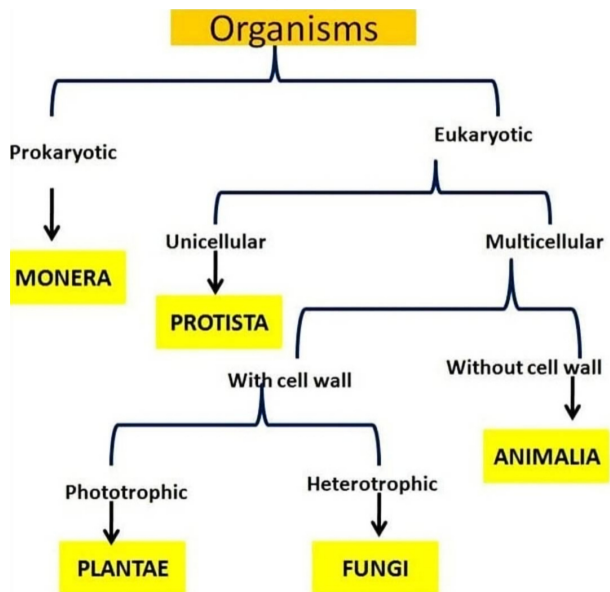 Organisms
Prokaryotic
Eukaryotic
MONERA
Unicellular
Multicellular
PROTISTA
With cell wall
Without cell wall
ANIMALIA
Phototrophic
Heterotrophic
PLANTAE
FUNGI